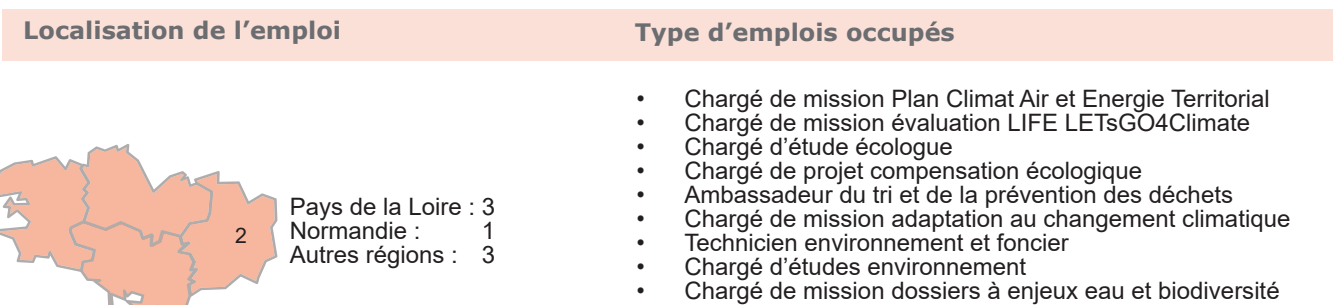 Localisation de l’emploi
2
Pays de la Loire : 3
Normandie : 1
Autres régions : 3
Type d’emplois occupés
• Chargé de mission Plan Climat Air et Energie Territorial
• Chargé de mission évaluation LIFE LETsGO4Climate
• Chargé d’étude écologue
• Chargé de projet compensation écologique
• Ambassadeur du tri et de la prévention des déchets
• Chargé de mission adaptation au changement climatique
• Technicien environnement et foncier
• Chargé d’études environnement
• Chargé de mission dossiers à enjeux eau et biodiversité